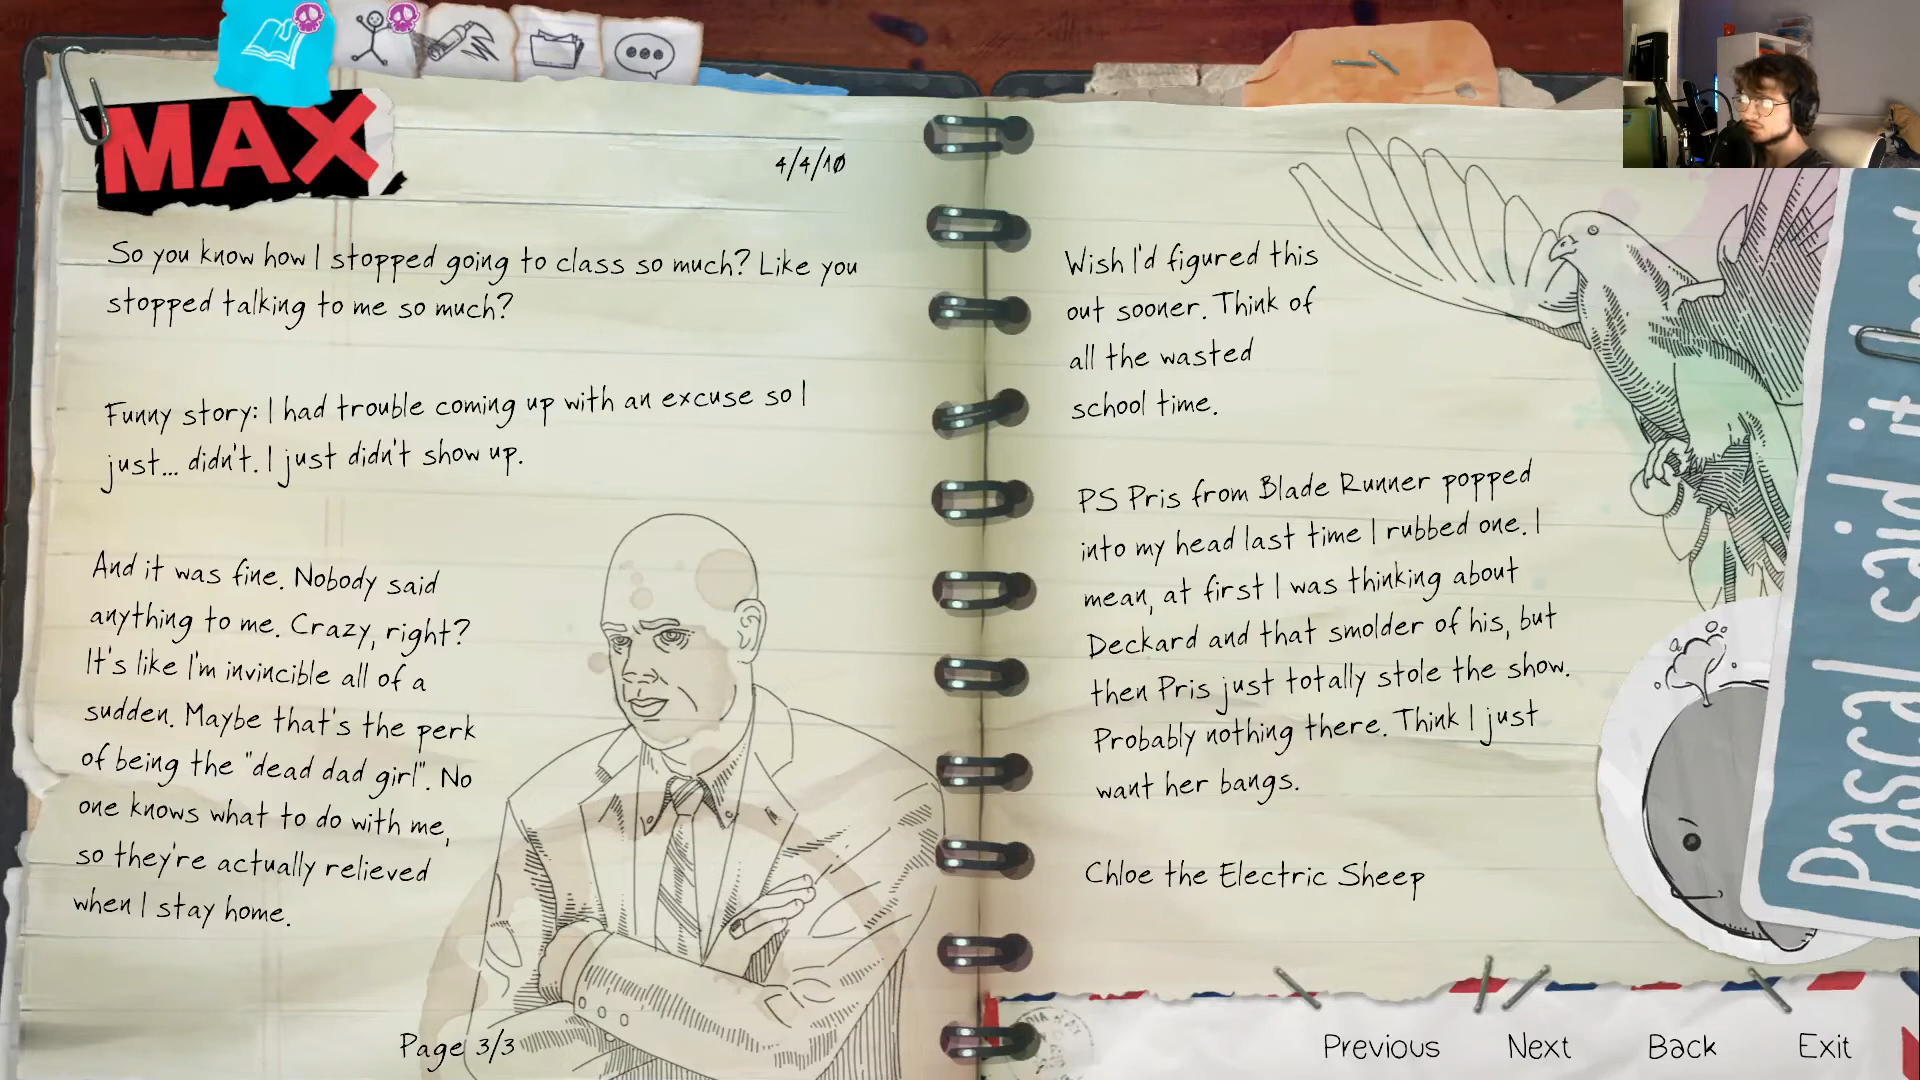 MAX
4/4/10
So you know how I stopped going to class so much? Like you
stopped talking to me so much?
Funny story: I had trouble coming up with an excuse so I
just... didn't. I just didn't show up.
And it was fine. Nobody said
anything to me. Crazy, right?
It's like I'm invincible all of a
sudden. Maybe that's the perk
of being the "dead dad girl". No
one knows what to do with me,
so they're actually relieved
when I stay home.
Page 3/3
Wish I'd figured this
out sooner. Think of
all the wasted
school time.
PS Pris from Blade Runner popped
into my head last time I rubbed one. I
mean, at first I was thinking about
Deckard and that smolder of his, but
then Pris just totally stole the show.
Probably nothing there. Think I just
want her bangs.
Chloe the Electric Sheep
Pascal said it
Previous
Next
Back
Exit